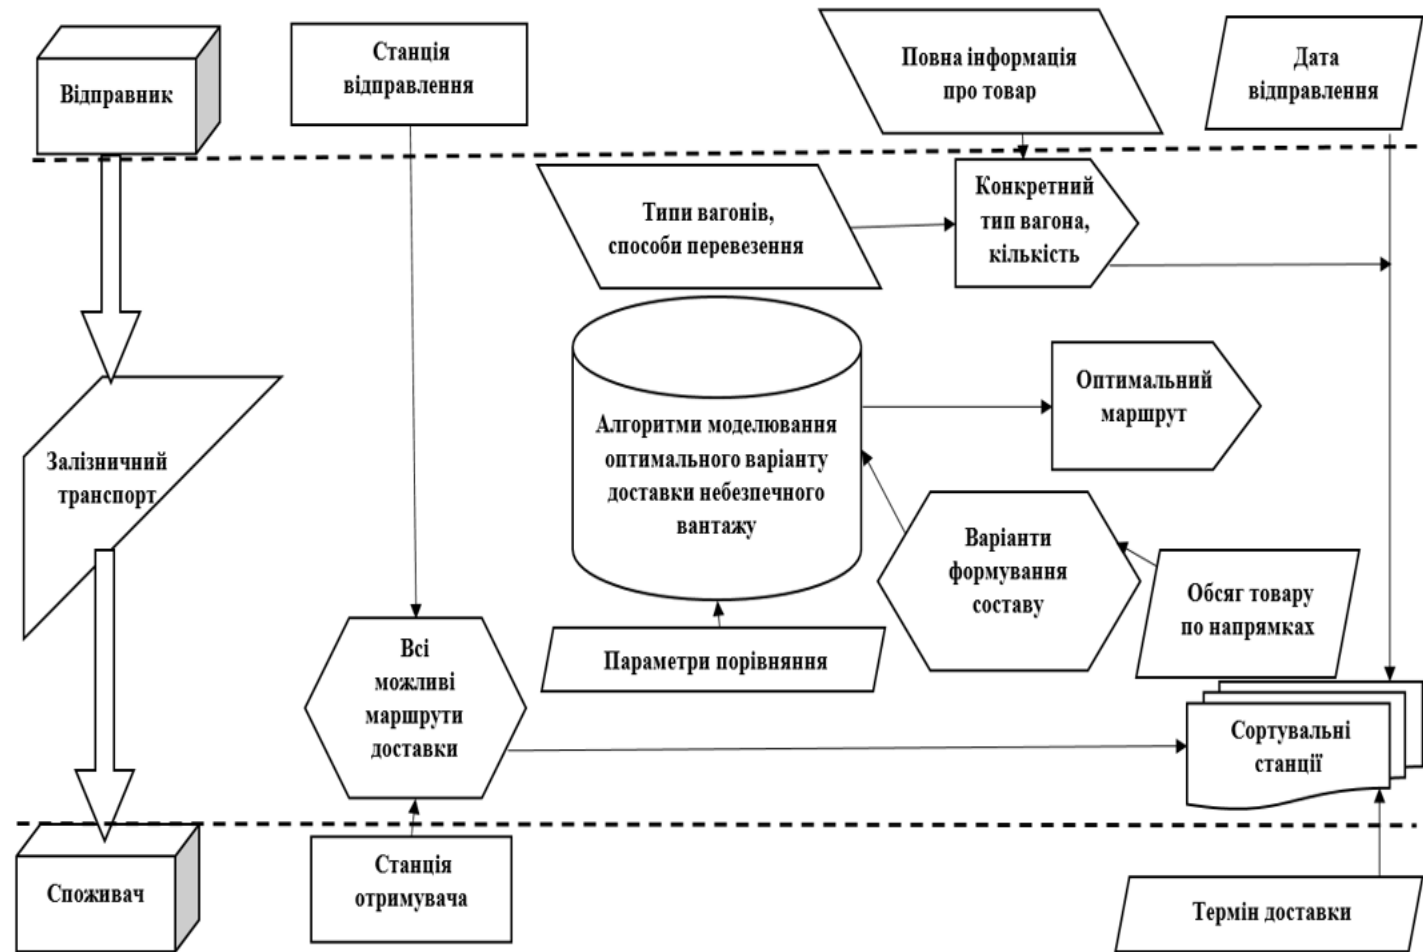 Відправник
Станція
відправлення
Повна інформація
про товар
Дата
відправлення
Типи вагонів,
способи перевезення
Конкретний
тип вагона,
кількість
Залізничний
транспорт
Алгоритми моделювання
оптимального варіанту
доставки небезпечного
вантажу
Оптимальний
маршрут
Варіанти
формування
составу
Обсяг товару
по напрямках
Параметри порівняння
Всі
можливі
маршрути
доставки
Сортувальні
станції
Споживач
Станція
отримувача
Термін доставки